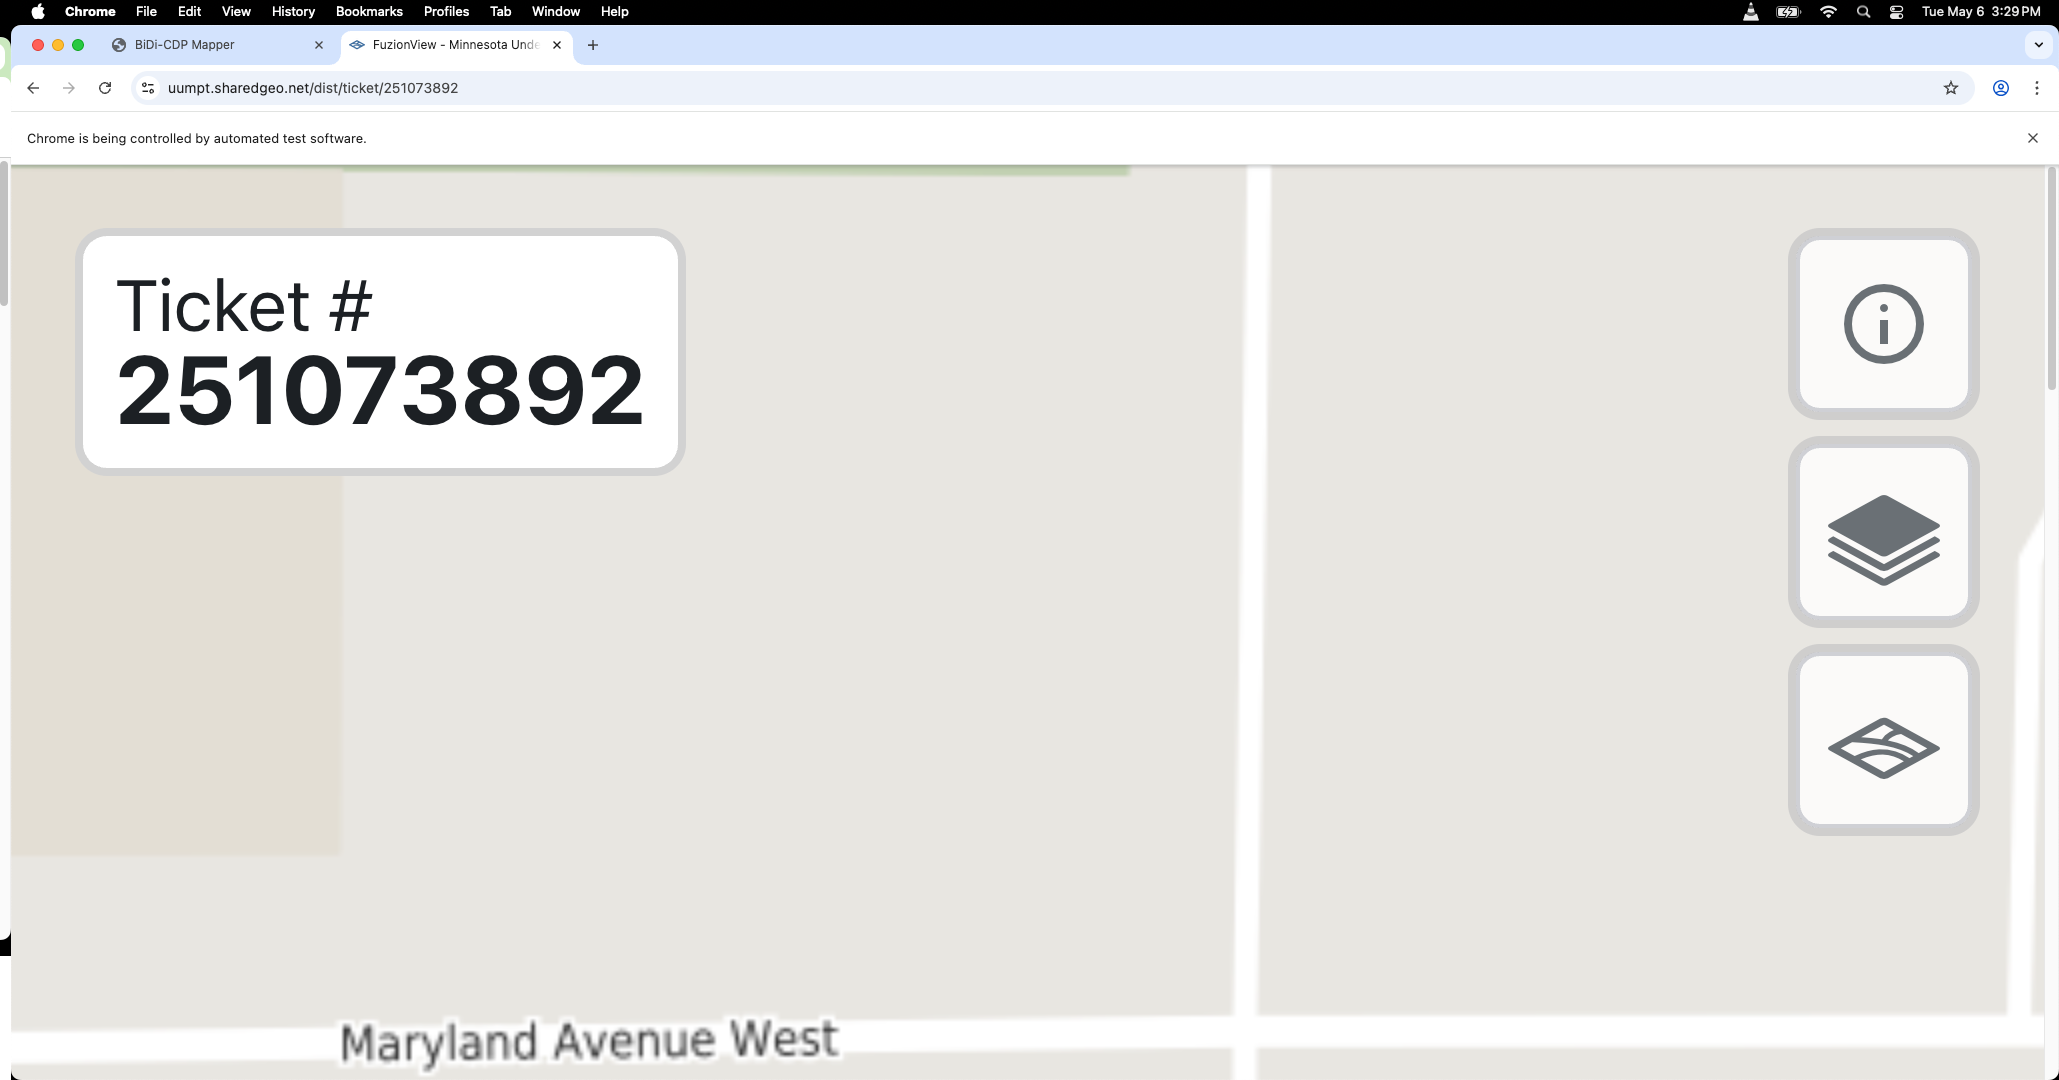 Chrome File Edit View History Bookmarks Profiles Tab Window Help Tue May 6 3:29 PM
BiDi-CDP Mapper FuzionView - Minnesota Unde
uumpt.sharedgeo.net/dist/ticket/251073892
Chrome is being controlled by automated test software.
Ticket #
251073892
Maryland Avenue West